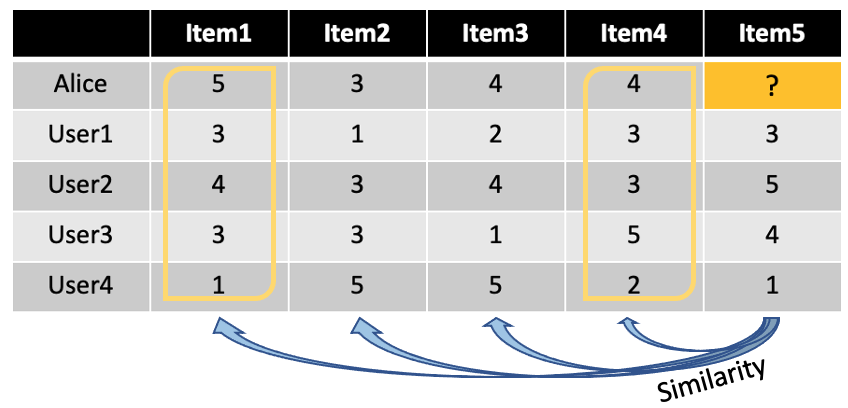 Item1 Item2 Item3 Item4 Item5
Alice 5 3 4 4 ?
User1 3 1 2 3 3
User2 4 3 4 3 5
User3 3 3 1 5 4
User4 1 5 5 2 1
Similarity